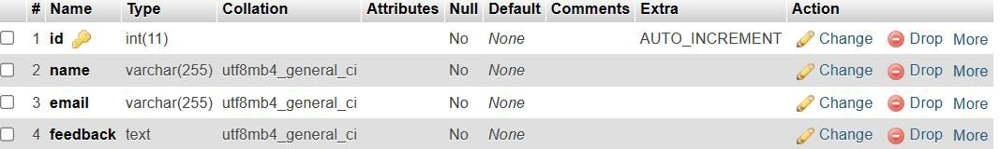 # Name Type Collation Attributes Null Default Comments Extra Action
1 id int(11) No None AUTO_INCREMENT Change Drop More
2 name varchar(255) utf8mb4_general_ci No None Change Drop More
3 email varchar(255) utf8mb4_general_ci No None Change Drop More
4 feedback text utf8mb4_general_ci No None Change Drop More